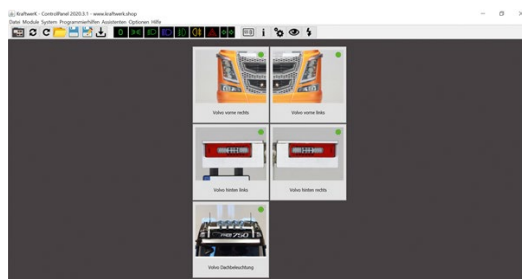 KraftwerK - ControlPanel 2020.3.1 - www.kraftwerk.shop
Datei Module System Programmierhilfen Assistenten Optionen Hilfe
Volvo vorne rechts
Volvo vorne links
Volvo hinten links
Volvo hinten rechts
750
Volvo Dachbeleuchtung